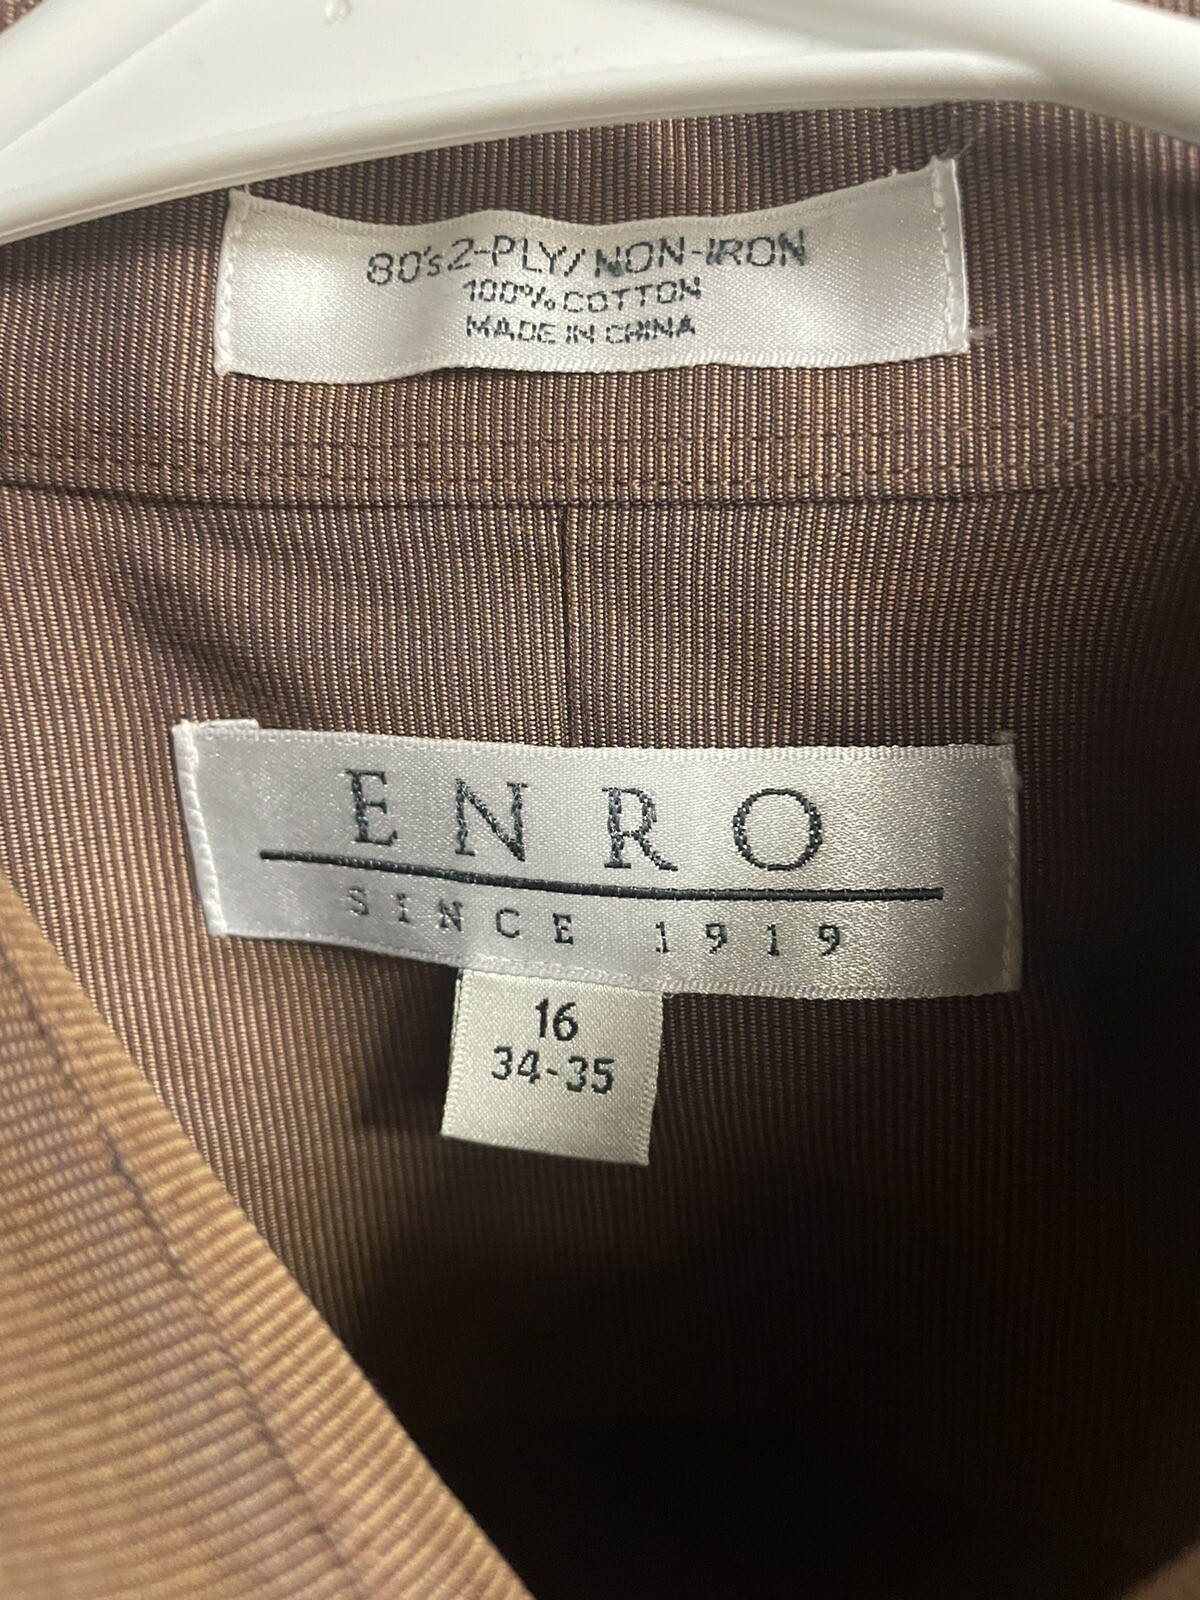 80's 2-PLY/NON-IRON
100% COTTON
MADE IN CHINA
ENRO
SINCE 1919
16
34-35